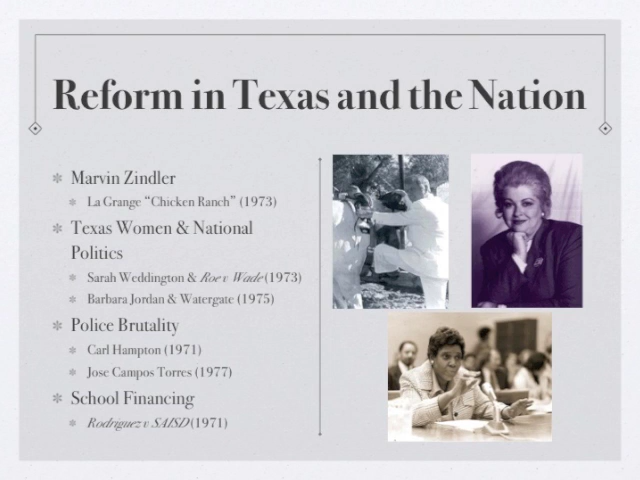 Reform in Texas and the Nation
Marvin Zindler
La Grange “Chicken Ranch” (1973)
Texas Women & National
Politics
Sarah Weddington & Roe v Wade (1973)
Barbara Jordan & Watergate (1975)
Police Brutality
Carl Hampton (1971)
Jose Campos Torres (1977)
School Financing
Rodriguez v SAISD (1971)